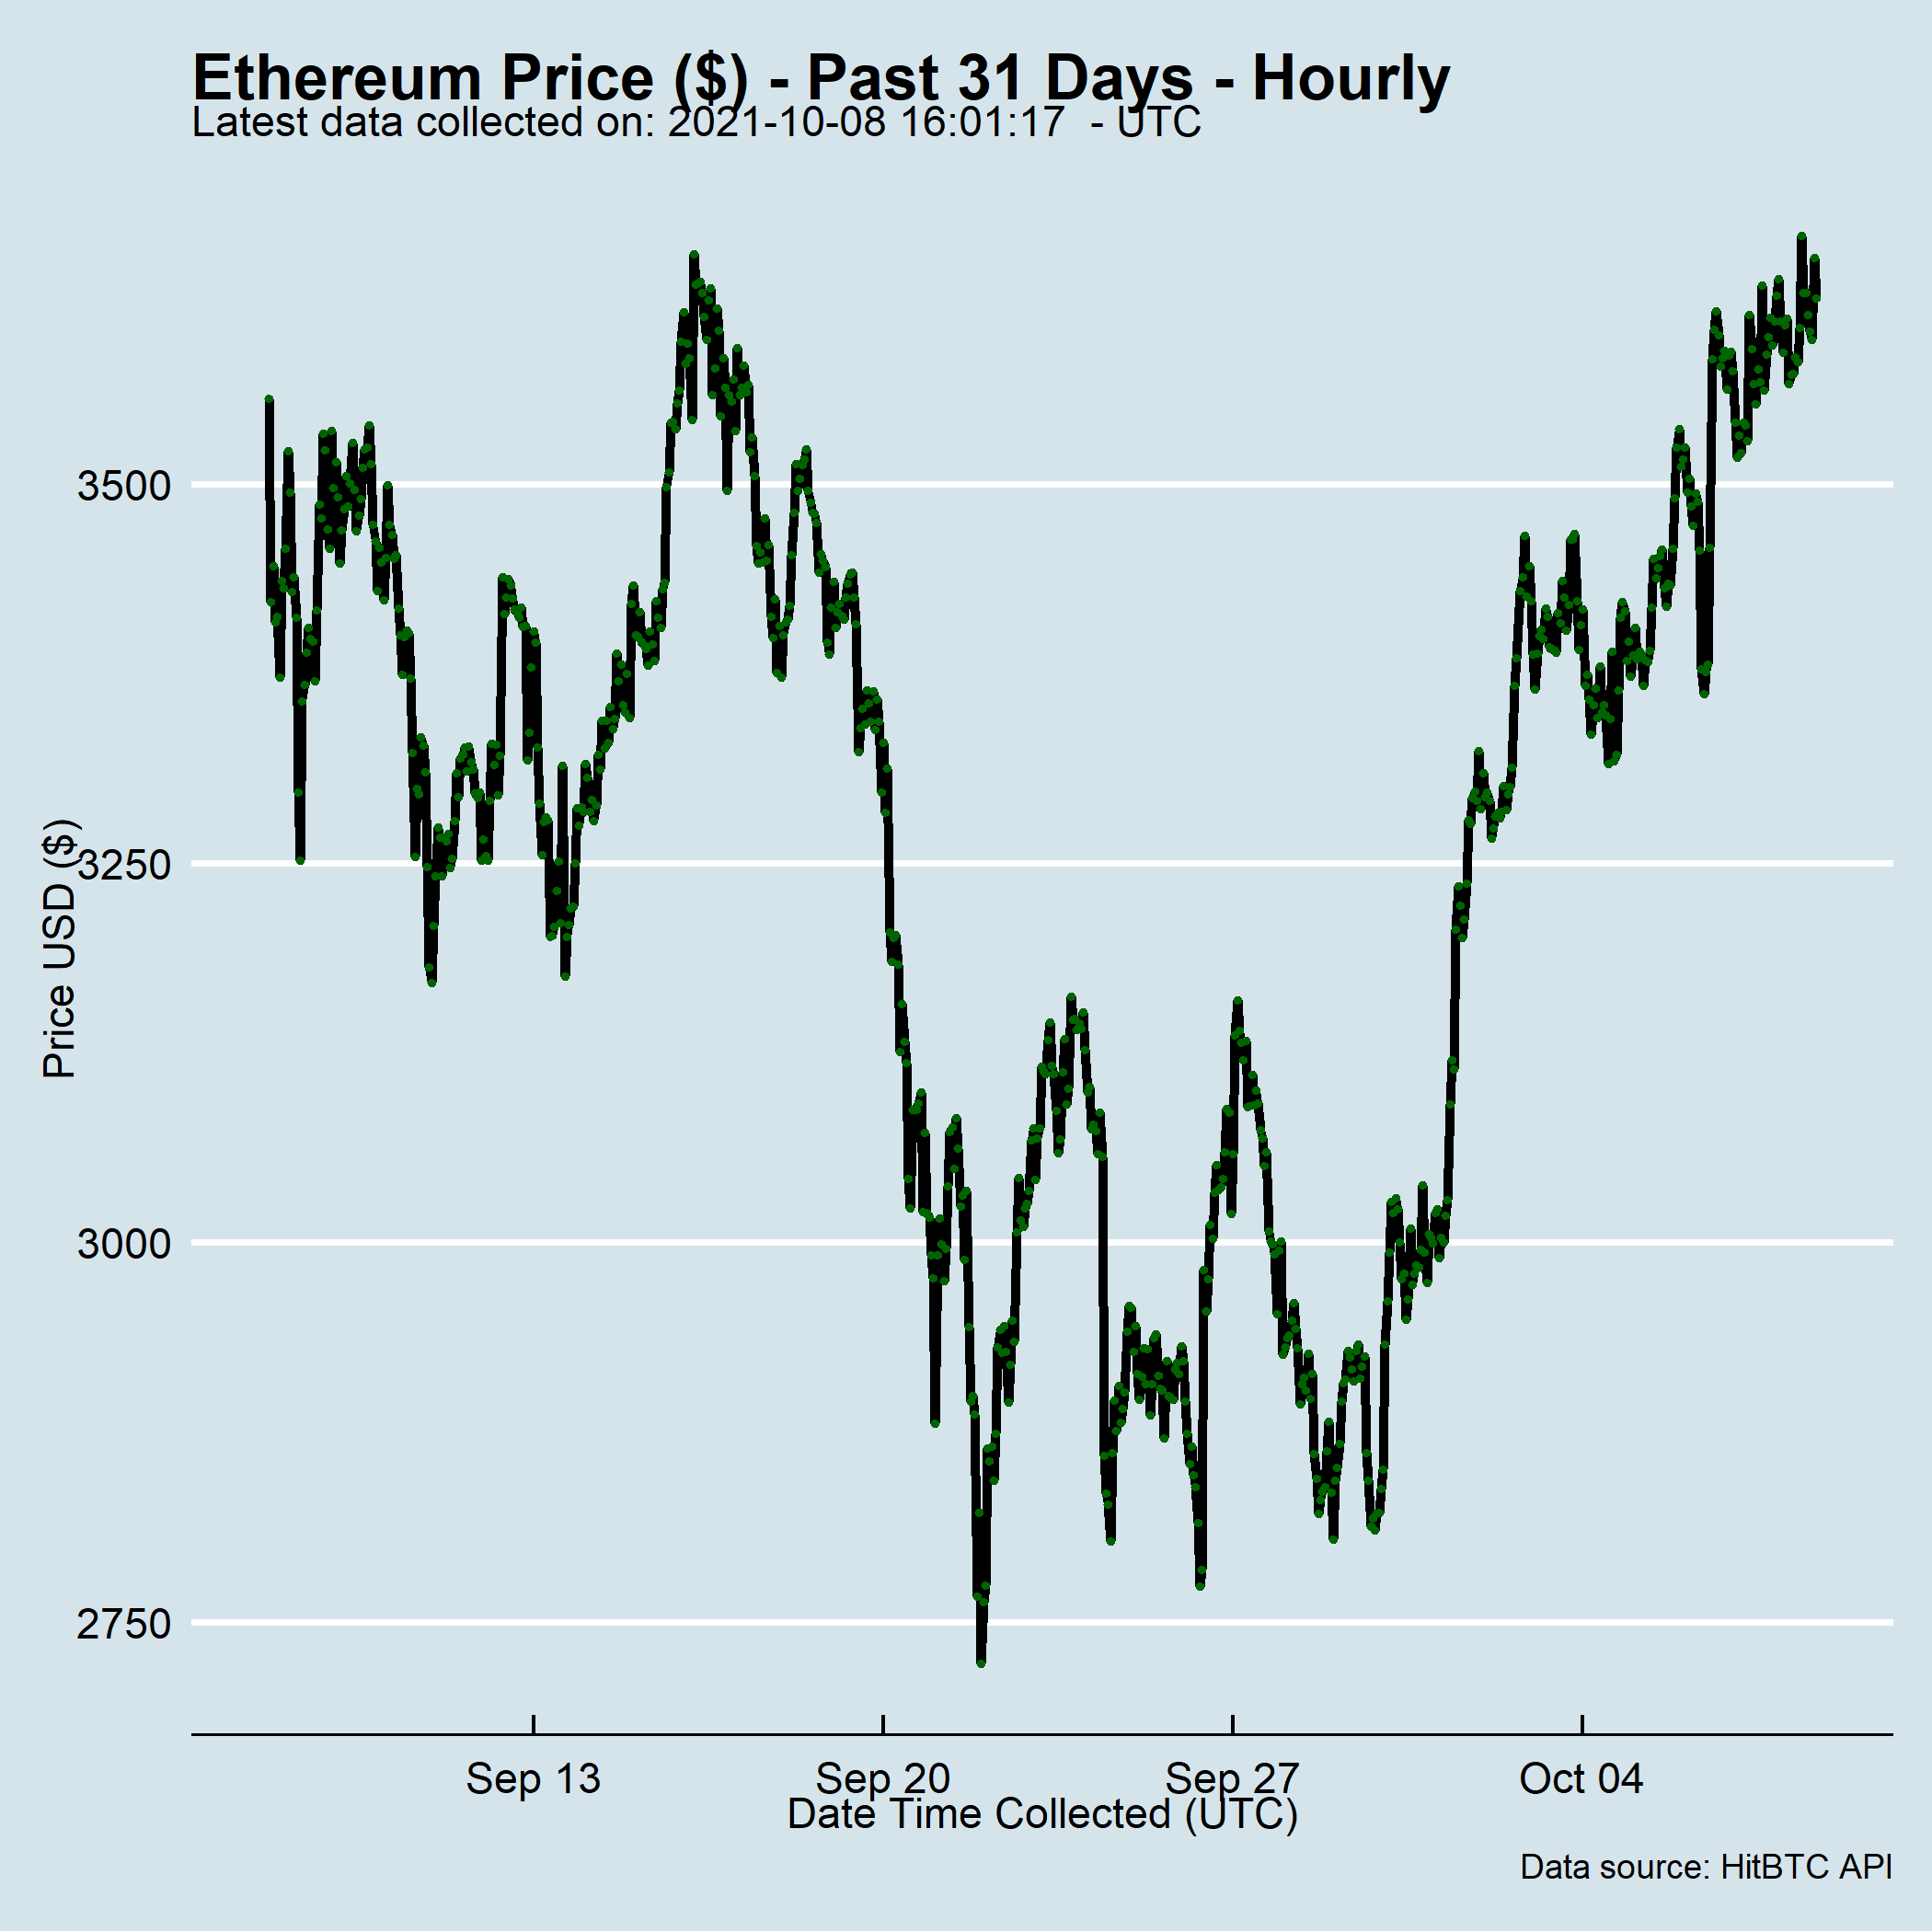 Ethereum Price ($) - Past 31 Days - Hourly
Latest data collected on: 2021-10-08 16:01:17  - UTC
3500
3250
3000
2750
Price USD ($)
Sep 13
Sep 20
Sep 27
Oct 04
Date Time Collected (UTC)
Data source: HitBTC API